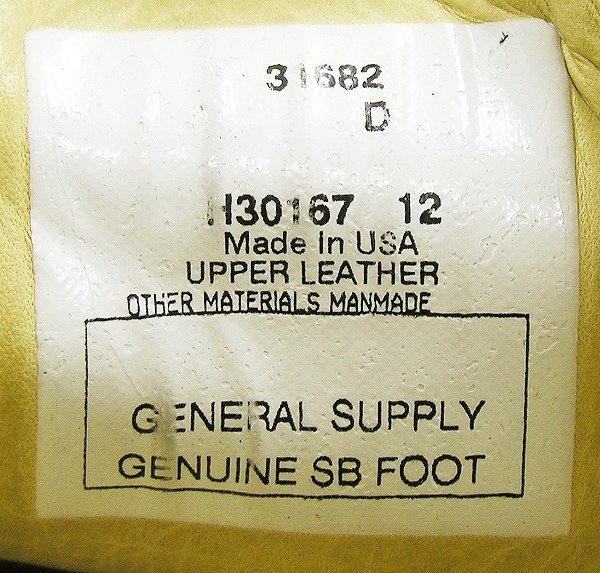 31682
D
H30167 12
Made in USA
UPPER LEATHER
OTHER MATERIALS MANMADE
GENERAL SUPPLY
GENUINE SB FOOT